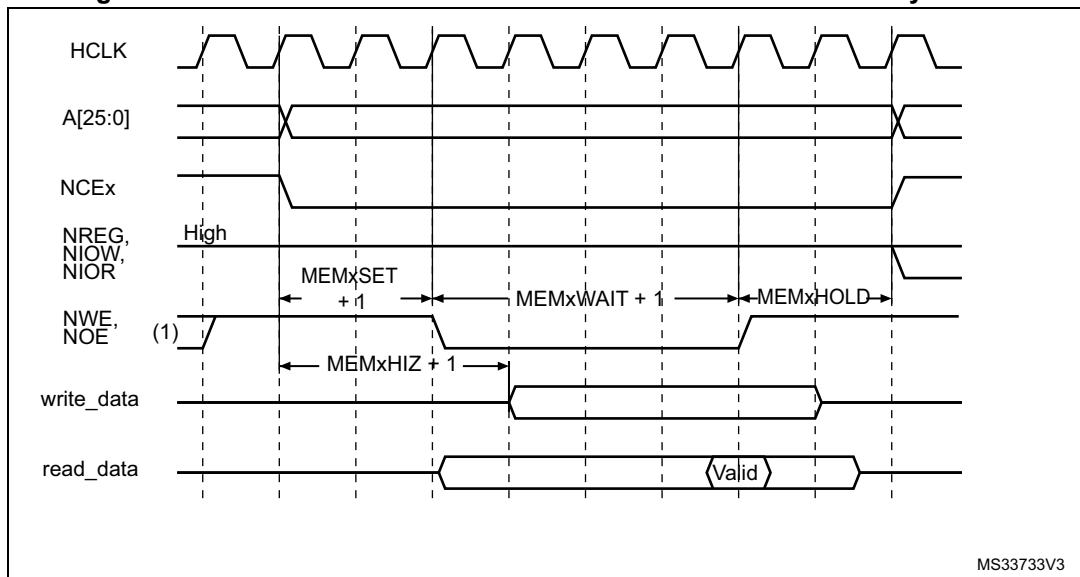 HCLK
A[25:0]
NCEx
NREG,
NIOW,
NIOR
High
MEMxSET
+ 1
MEMxWAIT + 1
MEMxHOLD
NWE,
NOE
(1)
MEMxHIZ + 1
write_data
read_data
Valid
MS33733V3